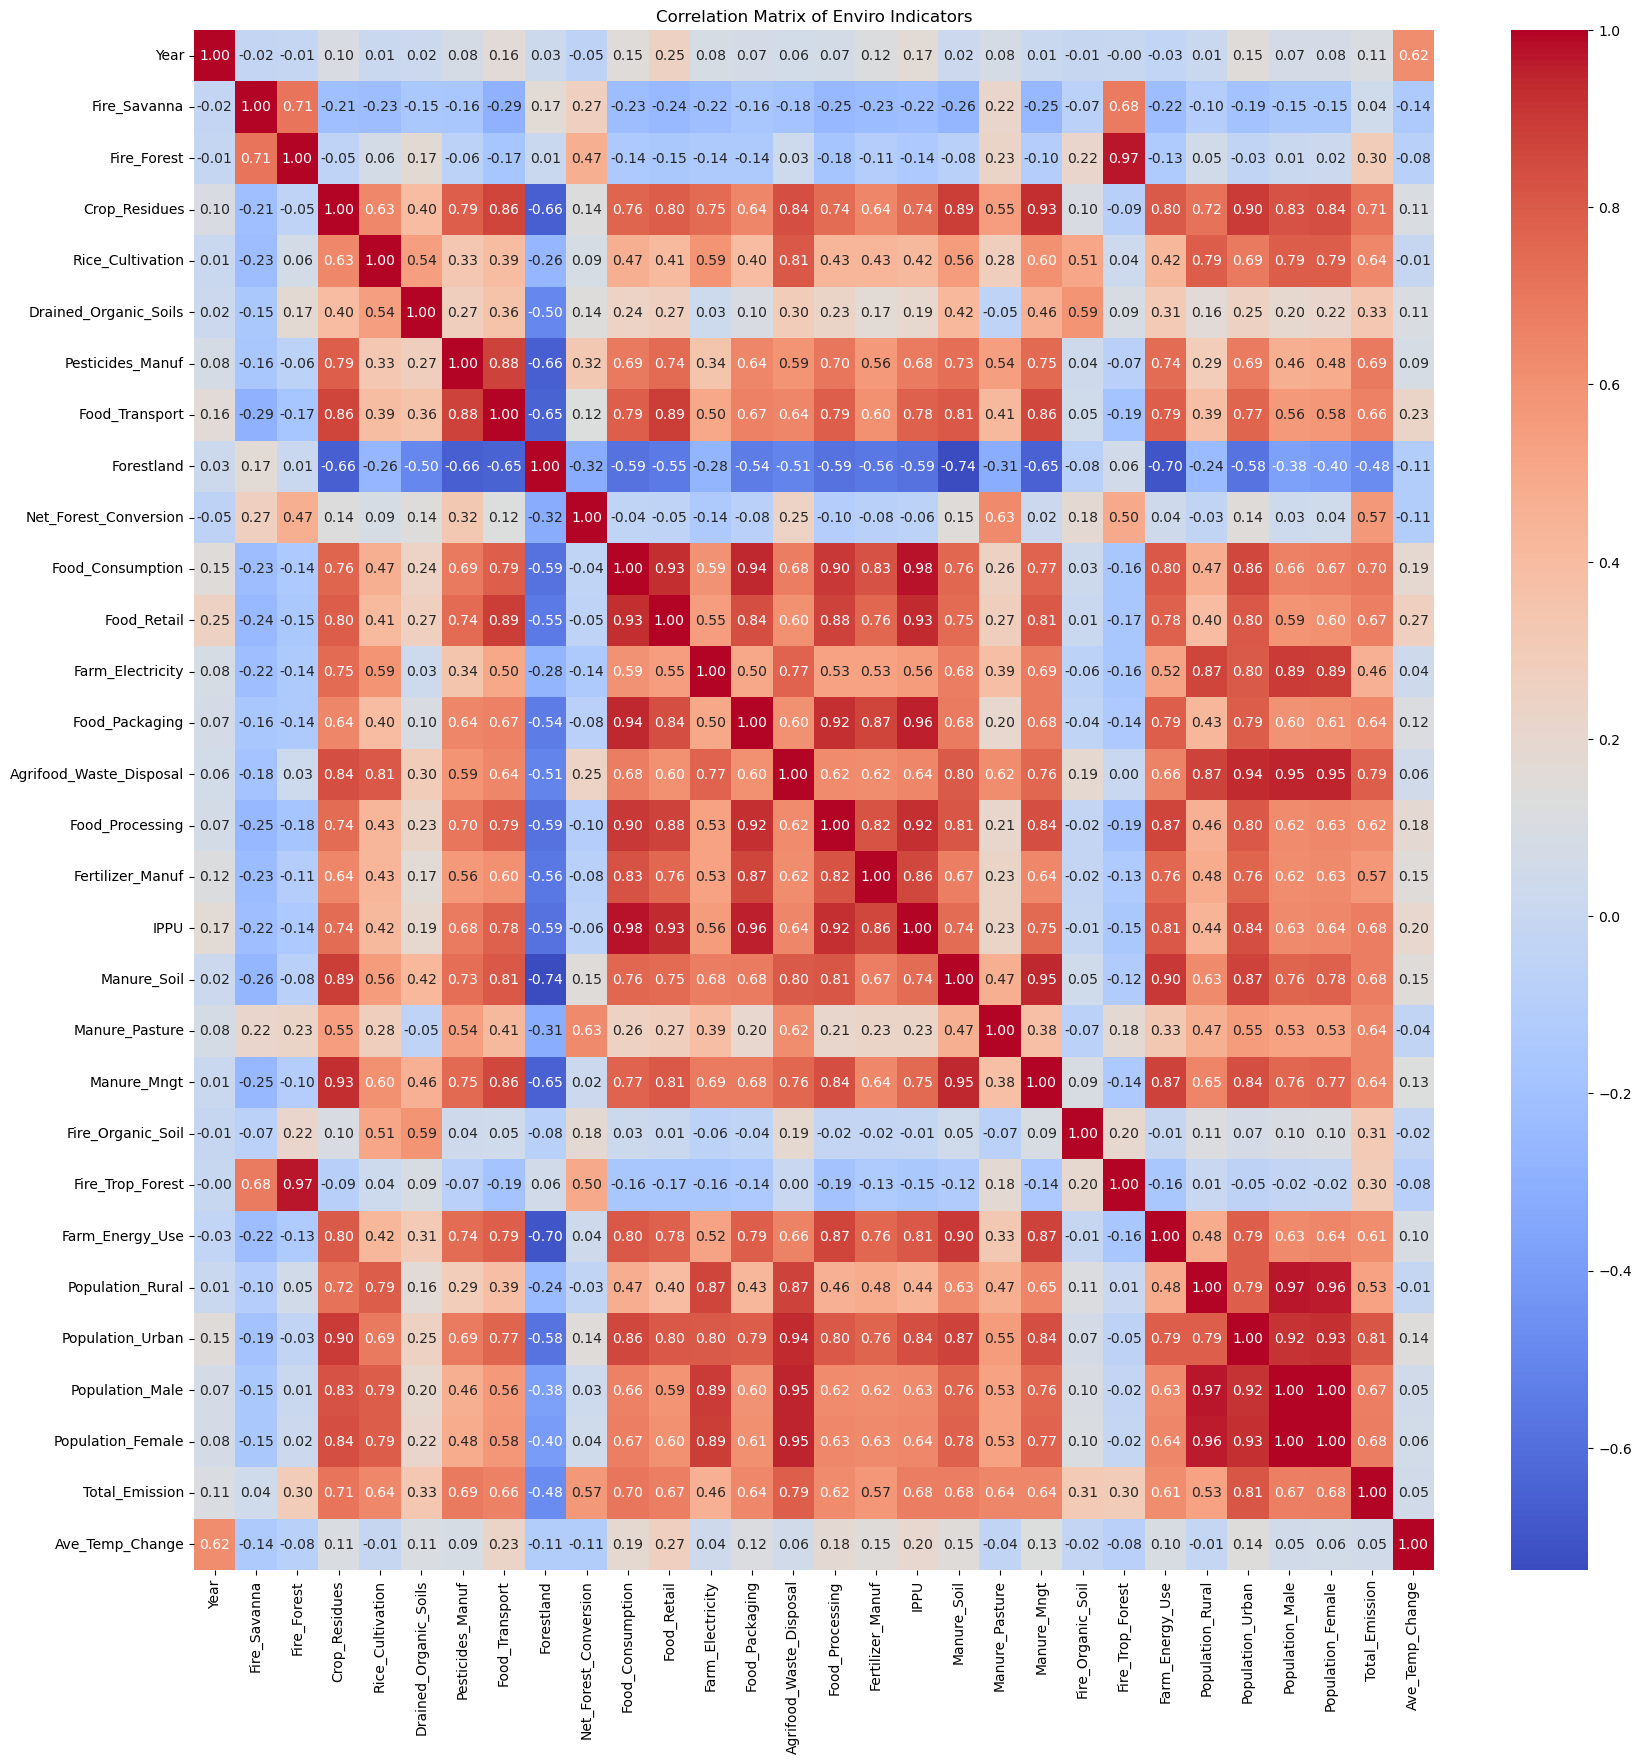 Correlation Matrix of Enviro Indicators
Year 1.00 -0.02 -0.01 0.10 0.01 0.02 0.08 0.16 0.03 -0.05 0.15 0.25 0.08 0.07 0.06 0.07 0.12 0.17 0.02 0.08 0.01 -0.01 -0.00 -0.03 0.01 0.15 0.07 0.08 0.11 0.62
Fire_Savanna -0.02 1.00 0.71 -0.21 -0.23 -0.15 -0.16 -0.29 0.17 0.27 -0.23 -0.24 -0.22 -0.16 -0.18 -0.25 -0.23 -0.22 -0.26 0.22 -0.25 -0.07 0.68 -0.22 -0.10 -0.19 -0.15 -0.15 0.04 -0.14
Fire_Forest -0.01 0.71 1.00 -0.05 0.06 0.17 -0.06 -0.17 0.01 0.47 -0.14 -0.15 -0.14 -0.14 0.03 -0.18 -0.11 -0.14 -0.08 0.23 -0.10 0.22 0.97 -0.13 0.05 -0.03 0.01 0.02 0.30 -0.08
Crop_Residues 0.10 -0.21 -0.05 1.00 0.63 0.40 0.79 0.86 -0.66 0.14 0.76 0.80 0.75 0.64 0.84 0.74 0.64 0.74 0.89 0.55 0.93 0.10 -0.09 0.80 0.72 0.90 0.83 0.84 0.71 0.11
Rice_Cultivation 0.01 -0.23 0.06 0.63 1.00 0.54 0.33 0.39 -0.26 0.09 0.47 0.41 0.59 0.40 0.81 0.43 0.43 0.42 0.56 0.28 0.60 0.51 0.04 0.42 0.79 0.69 0.79 0.79 0.64 -0.01
Drained_Organic_Soils 0.02 -0.15 0.17 0.40 0.54 1.00 0.27 0.36 -0.50 0.14 0.24 0.27 0.03 0.10 0.30 0.23 0.17 0.19 0.42 -0.05 0.46 0.59 0.09 0.31 0.16 0.25 0.20 0.22 0.33 0.11
Pesticides_Manuf 0.08 -0.16 -0.06 0.79 0.33 0.27 1.00 0.88 -0.66 0.32 0.69 0.74 0.34 0.64 0.59 0.70 0.56 0.68 0.73 0.54 0.75 0.04 -0.07 0.74 0.29 0.69 0.46 0.48 0.69 0.09
Food_Transport 0.16 -0.29 -0.17 0.86 0.39 0.36 0.88 1.00 -0.65 0.12 0.79 0.89 0.50 0.67 0.64 0.79 0.60 0.78 0.81 0.41 0.86 0.05 -0.19 0.79 0.39 0.77 0.56 0.58 0.66 0.23
Forestland 0.03 0.17 0.01 -0.66 -0.26 -0.50 -0.66 -0.65 1.00 -0.32 -0.59 -0.55 -0.28 -0.54 -0.51 -0.59 -0.56 -0.59 -0.74 -0.31 -0.65 -0.08 0.06 -0.70 -0.24 -0.58 -0.38 -0.40 -0.48 -0.11
Net_Forest_Conversion -0.05 0.27 0.47 0.14 0.09 0.14 0.32 0.12 -0.32 1.00 -0.04 -0.05 -0.14 -0.08 0.25 -0.10 -0.08 -0.06 0.15 0.63 0.02 0.18 0.50 0.04 -0.03 0.14 0.03 0.04 0.57 -0.11
Food_Consumption 0.15 -0.23 -0.14 0.76 0.47 0.24 0.69 0.79 -0.59 -0.04 1.00 0.93 0.59 0.94 0.68 0.90 0.83 0.98 0.76 0.26 0.77 0.03 -0.16 0.80 0.47 0.86 0.66 0.67 0.70 0.19
Food_Retail 0.25 -0.24 -0.15 0.80 0.41 0.27 0.74 0.89 -0.55 -0.05 0.93 1.00 0.55 0.84 0.60 0.88 0.76 0.93 0.75 0.27 0.81 0.01 -0.17 0.78 0.40 0.80 0.59 0.60 0.67 0.27
Farm_Electricity 0.08 -0.22 -0.14 0.75 0.59 0.03 0.34 0.50 -0.28 -0.14 0.59 0.55 1.00 0.50 0.77 0.53 0.53 0.56 0.68 0.39 0.69 -0.06 -0.16 0.52 0.87 0.80 0.89 0.89 0.46 0.04
Food_Packaging 0.07 -0.16 -0.14 0.64 0.40 0.10 0.64 0.67 -0.54 -0.08 0.94 0.84 0.50 1.00 0.60 0.92 0.87 0.96 0.68 0.20 0.68 -0.04 -0.14 0.79 0.43 0.79 0.60 0.61 0.64 0.12
Agrifood_Waste_Disposal 0.06 -0.18 0.03 0.84 0.81 0.30 0.59 0.64 -0.51 0.25 0.68 0.60 0.77 0.60 1.00 0.62 0.62 0.64 0.80 0.62 0.76 0.19 0.00 0.66 0.87 0.94 0.95 0.95 0.79 0.06
Food_Processing 0.07 -0.25 -0.18 0.74 0.43 0.23 0.70 0.79 -0.59 -0.10 0.90 0.88 0.53 0.92 0.62 1.00 0.82 0.92 0.81 0.21 0.84 -0.02 -0.19 0.87 0.46 0.80 0.62 0.63 0.62 0.18
Fertilizer_Manuf 0.12 -0.23 -0.11 0.64 0.43 0.17 0.56 0.60 -0.56 -0.08 0.83 0.76 0.53 0.87 0.62 0.82 1.00 0.86 0.67 0.23 0.64 -0.02 -0.13 0.76 0.48 0.76 0.62 0.63 0.57 0.15
IPPU 0.17 -0.22 -0.14 0.74 0.42 0.19 0.68 0.78 -0.59 -0.06 0.98 0.93 0.56 0.96 0.64 0.92 0.86 1.00 0.74 0.23 0.75 -0.01 -0.15 0.81 0.44 0.84 0.63 0.64 0.68 0.20
Manure_Soil 0.02 -0.26 -0.08 0.89 0.56 0.42 0.73 0.81 -0.74 0.15 0.76 0.75 0.68 0.68 0.80 0.81 0.67 0.74 1.00 0.47 0.95 0.05 -0.12 0.90 0.63 0.87 0.76 0.78 0.68 0.15
Manure_Pasture 0.08 0.22 0.23 0.55 0.28 -0.05 0.54 0.41 -0.31 0.63 0.26 0.27 0.39 0.20 0.62 0.21 0.23 0.23 0.47 1.00 0.38 -0.07 0.18 0.33 0.47 0.55 0.53 0.53 0.64 -0.04
Manure_Mngt 0.01 -0.25 -0.10 0.93 0.60 0.46 0.75 0.86 -0.65 0.02 0.77 0.81 0.69 0.68 0.76 0.84 0.64 0.75 0.95 0.38 1.00 0.09 -0.14 0.87 0.65 0.84 0.76 0.77 0.64 0.13
Fire_Organic_Soil -0.01 -0.07 0.22 0.10 0.51 0.59 0.04 0.05 -0.08 0.18 0.03 0.01 -0.06 -0.04 0.19 -0.02 -0.02 -0.01 0.05 -0.07 0.09 1.00 0.20 -0.01 0.11 0.07 0.10 0.10 0.31 -0.02
Fire_Trop_Forest -0.00 0.68 0.97 -0.09 0.04 0.09 -0.07 -0.19 0.06 0.50 -0.16 -0.17 -0.16 -0.14 0.00 -0.19 -0.13 -0.15 -0.12 0.18 -0.14 0.20 1.00 -0.16 0.01 -0.05 -0.02 -0.02 0.30 -0.08
Farm_Energy_Use -0.03 -0.22 -0.13 0.80 0.42 0.31 0.74 0.79 -0.70 0.04 0.80 0.78 0.52 0.79 0.66 0.87 0.76 0.81 0.90 0.33 0.87 -0.01 -0.16 1.00 0.48 0.79 0.63 0.64 0.61 0.10
Population_Rural 0.01 -0.10 0.05 0.72 0.79 0.16 0.29 0.39 -0.24 -0.03 0.47 0.40 0.87 0.43 0.87 0.46 0.48 0.44 0.63 0.47 0.65 0.11 0.01 0.48 1.00 0.79 0.97 0.96 0.53 -0.01
Population_Urban 0.15 -0.19 -0.03 0.90 0.69 0.25 0.69 0.77 -0.58 0.14 0.86 0.80 0.80 0.79 0.94 0.80 0.76 0.84 0.87 0.55 0.84 0.07 -0.05 0.79 0.79 1.00 0.92 0.93 0.81 0.14
Population_Male 0.07 -0.15 0.01 0.83 0.79 0.20 0.46 0.56 -0.38 0.03 0.66 0.59 0.89 0.60 0.95 0.62 0.62 0.63 0.76 0.53 0.76 0.10 -0.02 0.63 0.97 0.92 1.00 1.00 0.67 0.05
Population_Female 0.08 -0.15 0.02 0.84 0.79 0.22 0.48 0.58 -0.40 0.04 0.67 0.60 0.89 0.61 0.95 0.63 0.63 0.64 0.78 0.53 0.77 0.10 -0.02 0.64 0.96 0.93 1.00 1.00 0.68 0.06
Total_Emission 0.11 0.04 0.30 0.71 0.64 0.33 0.69 0.66 -0.48 0.57 0.70 0.67 0.46 0.64 0.79 0.62 0.57 0.68 0.68 0.64 0.64 0.31 0.30 0.61 0.53 0.81 0.67 0.68 1.00 0.05
Ave_Temp_Change 0.62 -0.14 -0.08 0.11 -0.01 0.11 0.09 0.23 -0.11 -0.11 0.19 0.27 0.04 0.12 0.06 0.18 0.15 0.20 0.15 -0.04 0.13 -0.02 -0.08 0.10 -0.01 0.14 0.05 0.06 0.05 1.00
Year
Fire_Savanna
Fire_Forest
Crop_Residues
Rice_Cultivation
Drained_Organic_Soils
Pesticides_Manuf
Food_Transport
Forestland
Net_Forest_Conversion
Food_Consumption
Food_Retail
Farm_Electricity
Food_Packaging
Agrifood_Waste_Disposal
Food_Processing
Fertilizer_Manuf
IPPU
Manure_Soil
Manure_Pasture
Manure_Mngt
Fire_Organic_Soil
Fire_Trop_Forest
Farm_Energy_Use
Population_Rural
Population_Urban
Population_Male
Population_Female
Total_Emission
Ave_Temp_Change
1.0
0.8
0.6
0.4
0.2
0.0
−0.2
−0.4
−0.6